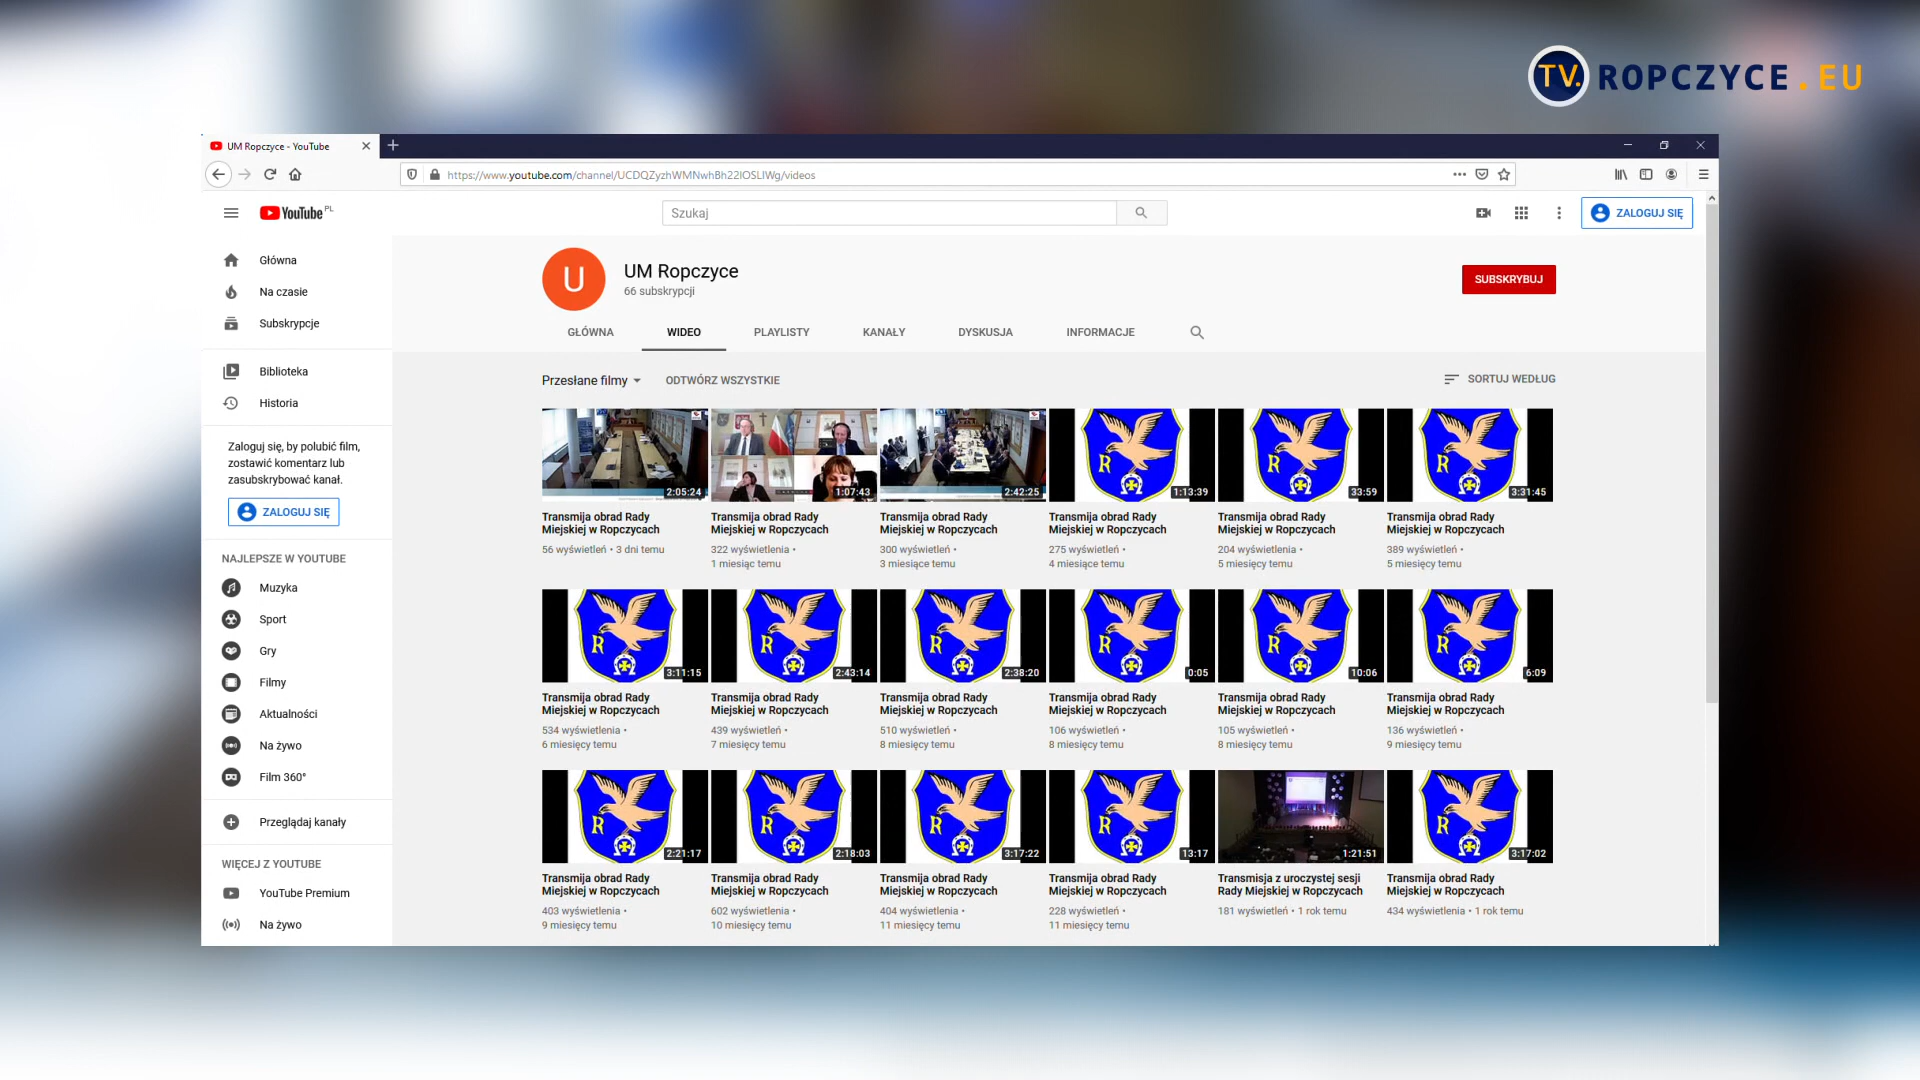 TV. ROPCZYCE.EU
UM Ropczyce - YouTube
https://www.youtube.com/channel/UCDQZyzhWMNwhBh22IOSLIWg/videos
YouTube PL
Szukaj
ZALOGUJ SIĘ
Główna
Na czasie
Subskrypcje
Biblioteka
Historia
Zaloguj się, by polubić film,
zostawić komentarz lub
zasubskrybować kanał.
ZALOGUJ SIĘ
NAJLEPSZE W YOUTUBE
Muzyka
Sport
Gry
Filmy
Aktualności
Na żywo
Film 360°
Przeglądaj kanały
WIĘCEJ Z YOUTUBE
YouTube Premium
Na żywo
U
UM Ropczyce
66 subskrypcji
SUBSKRYBUJ
GŁÓWNA WIDEO PLAYLISTY KANAŁY DYSKUSJA INFORMACJE
Przesłane filmy ODTWÓRZ WSZYSTKIE SORTUJ WEDŁUG
R R R
2:05:24 1:07:43 2:42:25 1:13:39 33:59 3:31:45
Transmija obrad Rady Transmija obrad Rady Transmija obrad Rady Transmija obrad Rady Transmija obrad Rady Transmija obrad Rady
Miejskiej w Ropczycach Miejskiej w Ropczycach Miejskiej w Ropczycach Miejskiej w Ropczycach Miejskiej w Ropczycach Miejskiej w Ropczycach
56 wyświetleń • 3 dni temu 322 wyświetlenia • 300 wyświetleń • 275 wyświetleń • 204 wyświetlenia • 389 wyświetleń •
1 miesiąc temu 3 miesiące temu 4 miesiące temu 5 miesięcy temu 5 miesięcy temu
R R R R R R
3:11:15 2:43:14 2:38:20 0:05 10:06 6:09
Transmija obrad Rady Transmija obrad Rady Transmija obrad Rady Transmija obrad Rady Transmija obrad Rady Transmija obrad Rady
Miejskiej w Ropczycach Miejskiej w Ropczycach Miejskiej w Ropczycach Miejskiej w Ropczycach Miejskiej w Ropczycach Miejskiej w Ropczycach
534 wyświetlenia • 439 wyświetleń • 510 wyświetleń • 106 wyświetleń • 105 wyświetleń • 136 wyświetleń •
6 miesięcy temu 7 miesięcy temu 8 miesięcy temu 8 miesięcy temu 8 miesięcy temu 9 miesięcy temu
R R R R R
2:21:17 2:18:03 3:17:22 13:17 1:21:51 3:17:02
Transmija obrad Rady Transmija obrad Rady Transmija obrad Rady Transmija obrad Rady Transmisja z uroczystej sesji Transmija obrad Rady
Miejskiej w Ropczycach Miejskiej w Ropczycach Miejskiej w Ropczycach Miejskiej w Ropczycach Rady Miejskiej w Ropczycach Miejskiej w Ropczycach
403 wyświetlenia • 602 wyświetlenia • 404 wyświetlenia • 228 wyświetleń • 181 wyświetleń • 1 rok temu 434 wyświetlenia • 1 rok temu
9 miesięcy temu 10 miesięcy temu 11 miesięcy temu 11 miesięcy temu